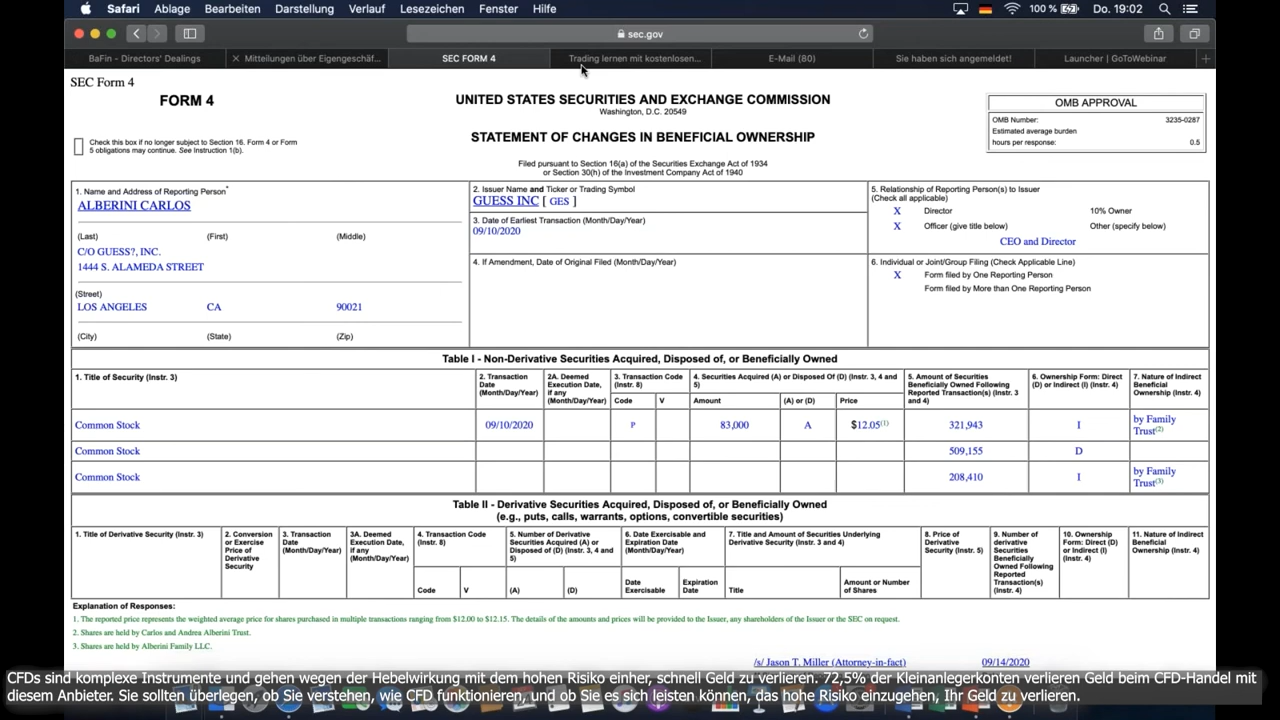 Safari Ablage Bearbeiten Darstellung Verlauf Lesezeichen Fenster Hilfe 100 % Do. 19:02
sec.gov
BaFin - Directors' Dealings Mitteilungen über Eigengeschäf... SEC FORM 4 Trading lernen mit kostenlosen... E-Mail (80) Sie haben sich angemeldet! Launcher | GoToWebinar
SEC Form 4
FORM 4
UNITED STATES SECURITIES AND EXCHANGE COMMISSION
Washington, D.C. 20549
STATEMENT OF CHANGES IN BENEFICIAL OWNERSHIP
Filed pursuant to Section 16(a) of the Securities Exchange Act of 1934
or Section 30(h) of the Investment Company Act of 1940
OMB APPROVAL
OMB Number: 3235-0287
Estimated average burden
hours per response: 0.5
Check this box if no longer subject to Section 16. Form 4 or Form
5 obligations may continue. See Instruction 1(b).
1. Name and Address of Reporting Person*
ALBERINI CARLOS
(Last) (First) (Middle)
C/O GUESS?, INC.
1444 S. ALAMEDA STREET
(Street)
LOS ANGELES CA 90021
(City) (State) (Zip)
2. Issuer Name and Ticker or Trading Symbol
GUESS INC [ GES ]
3. Date of Earliest Transaction (Month/Day/Year)
09/10/2020
4. If Amendment, Date of Original Filed (Month/Day/Year)
5. Relationship of Reporting Person(s) to Issuer
(Check all applicable)
X Director 10% Owner
X Officer (give title below) Other (specify below)
CEO and Director
6. Individual or Joint/Group Filing (Check Applicable Line)
X Form filed by One Reporting Person
Form filed by More than One Reporting Person
Table I - Non-Derivative Securities Acquired, Disposed of, or Beneficially Owned
1. Title of Security (Instr. 3)
2. Transaction
Date
(Month/Day/Year)
2A. Deemed
Execution Date,
if any
(Month/Day/Year)
3. Transaction Code
(Instr. 8)
Code V
4. Securities Acquired (A) or Disposed Of (D) (Instr. 3, 4 and
5)
Amount (A) or (D) Price
5. Amount of Securities
Beneficially Owned Following
Reported Transaction(s) (Instr. 3
and 4)
6. Ownership Form: Direct
(D) or Indirect (I) (Instr. 4)
7. Nature of Indirect
Beneficial
Ownership (Instr. 4)
Common Stock 09/10/2020 P 83,000 A $12.05(1) 321,943 I by Family
Trust(2)
Common Stock 509,155 D
Common Stock 208,410 I by Family
Trust(3)
Table II - Derivative Securities Acquired, Disposed of, or Beneficially Owned
(e.g., puts, calls, warrants, options, convertible securities)
1. Title of Derivative Security (Instr. 3)
2. Conversion
or Exercise
Price of
Derivative
Security
3. Transaction
Date
(Month/Day/Year)
3A. Deemed
Execution Date,
if any
(Month/Day/Year)
4. Transaction Code
(Instr. 8)
Code V
5. Number of Derivative
Securities Acquired (A) or
Disposed of (D) (Instr. 3, 4 and
5)
(A) (D)
6. Date Exercisable and
Expiration Date
(Month/Day/Year)
Date
Exercisable
Expiration
Date
7. Title and Amount of Securities Underlying
Derivative Security (Instr. 3 and 4)
Title
Amount or Number
of Shares
8. Price of
Derivative
Security (Instr. 5)
9. Number of
derivative
Securities
Beneficially
Owned Following
Reported
Transaction(s)
(Instr. 4)
10. Ownership
Form: Direct (D)
or Indirect (I)
(Instr. 4)
11. Nature of Indirect
Beneficial
Ownership (Instr. 4)
Explanation of Responses:
1. The reported price represents the weighted average price for shares purchased in multiple transactions ranging from $12.00 to $12.15. The details of the amounts and prices will be provided to the Issuer, any shareholders of the Issuer or the SEC on request.
2. Shares are held by Carlos and Andrea Alberini Trust.
3. Shares are held by Alberini Family LLC.
/s/ Jason T. Miller (Attorney-in-fact) 09/14/2020
CFDs sind komplexe Instrumente und gehen wegen der Hebelwirkung mit dem hohen Risiko einher, schnell Geld zu verlieren. 72,5% der Kleinanlegerkonten verlieren Geld beim CFD-Handel mit
diesem Anbieter. Sie sollten überlegen, ob Sie verstehen, wie CFD funktionieren, und ob Sie es sich leisten können, das hohe Risiko einzugehen, Ihr Geld zu verlieren.